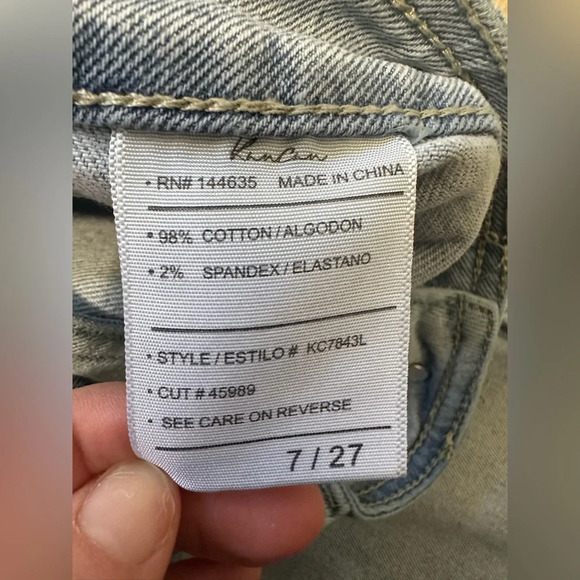 KanCan
• RN# 144635 MADE IN CHINA
• 98% COTTON / ALGODON
• 2% SPANDEX / ELASTANO
• STYLE / ESTILO # KC7843L
• CUT # 45989
• SEE CARE ON REVERSE
7 / 27